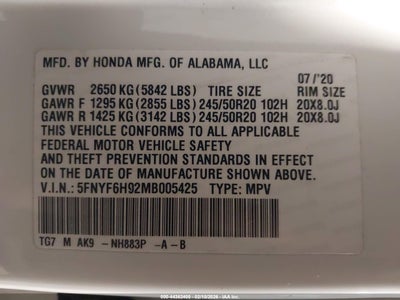 MFD. BY HONDA MFG. OF ALABAMA, LLC
07 /'20
GVWR 2650 KG (5842 LBS) TIRE SIZE RIM SIZE
GAWR F 1295 KG (2855 LBS) 245/50R20 102H 20X8.0J
GAWR R 1425 KG (3142 LBS) 245/50R20 102H 20X8.0J
THIS VEHICLE CONFORMS TO ALL APPLICABLE
FEDERAL MOTOR VEHICLE SAFETY
AND THEFT PREVENTION STANDARDS IN EFFECT
ON THE DATE OF MANUFACTURE SHOWN ABOVE.
V.I.N.: 5FNYF6H92MB005425 TYPE: MPV
TG7 M AK9 -NH883P -A-B